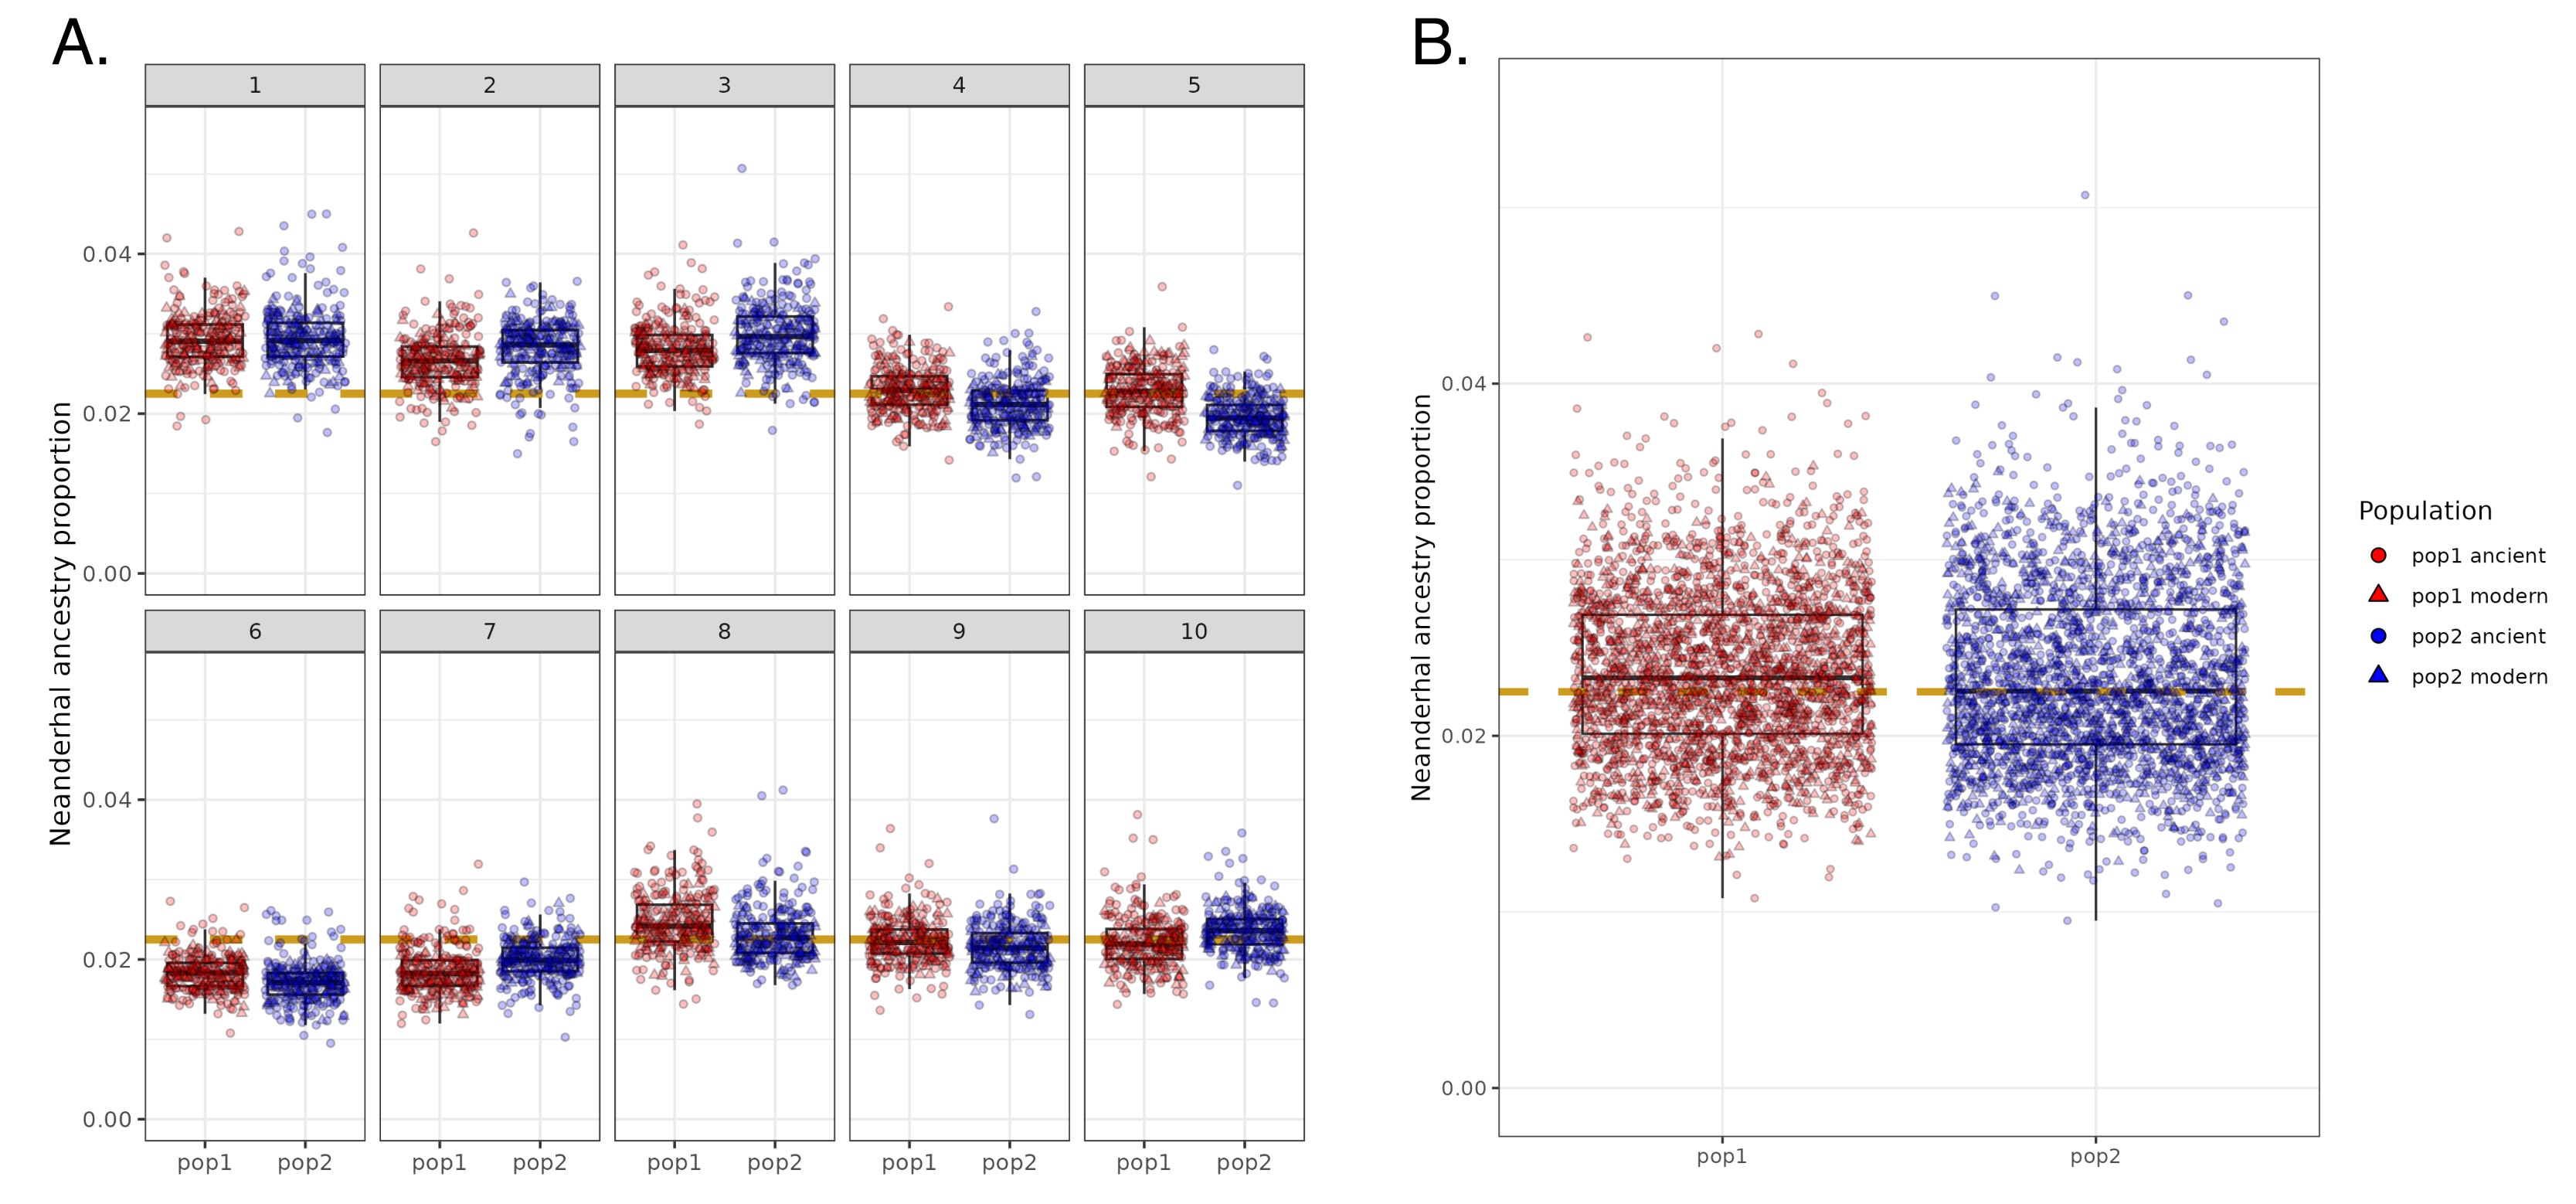 A.
B.
1 2 3 4 5
0.04
0.02
0.00
6 7 8 9 10
0.04
0.02
0.00
pop1 pop2 pop1 pop2 pop1 pop2 pop1 pop2 pop1 pop2
Neanderhal ancestry proportion
0.04
0.02
0.00
pop1 pop2
Neanderhal ancestry proportion
Population
pop1 ancient
pop1 modern
pop2 ancient
pop2 modern